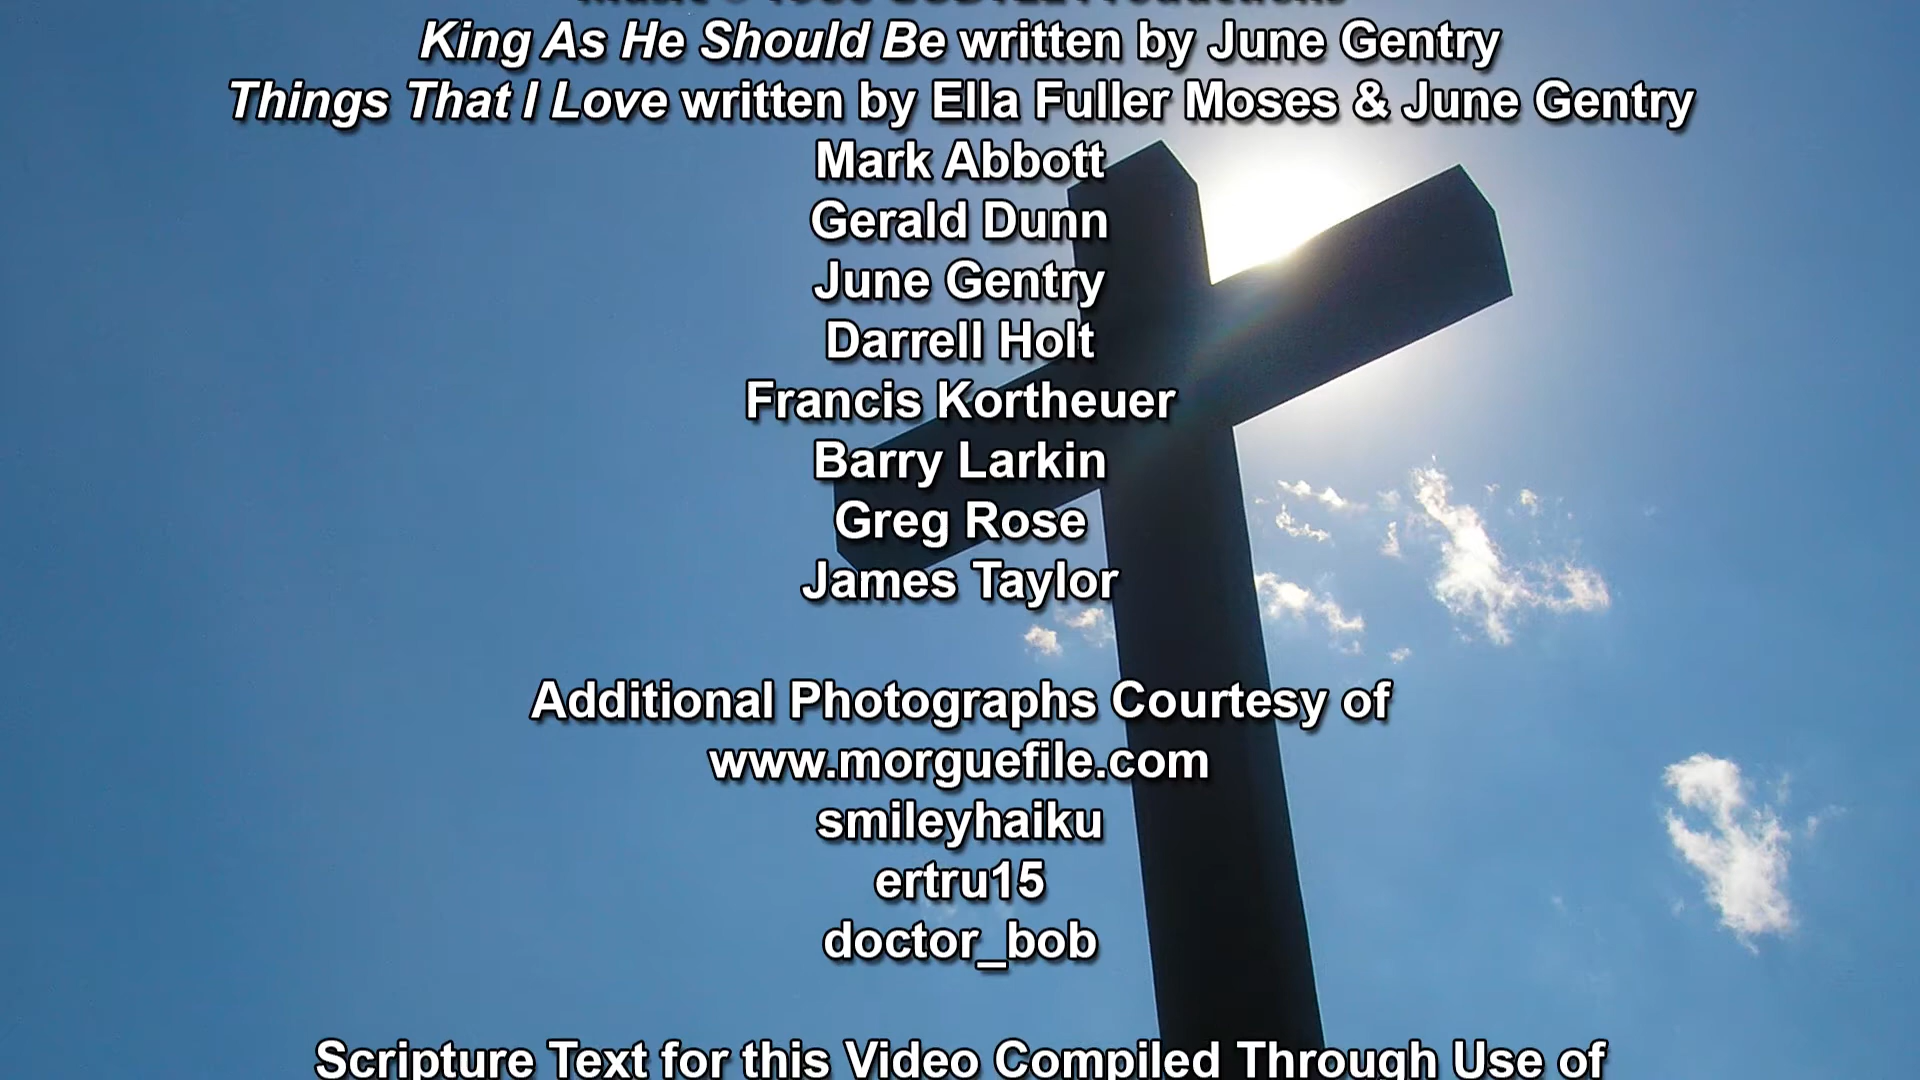 King As He Should Be written by June Gentry
Things That I Love written by Ella Fuller Moses & June Gentry
Mark Abbott
Gerald Dunn
June Gentry
Darrell Holt
Francis Kortheuer
Barry Larkin
Greg Rose
James Taylor
Additional Photographs Courtesy of
www.morguefile.com
smileyhaiku
ertru15
doctor_bob
Scripture Text for this Video Compiled Through Use of